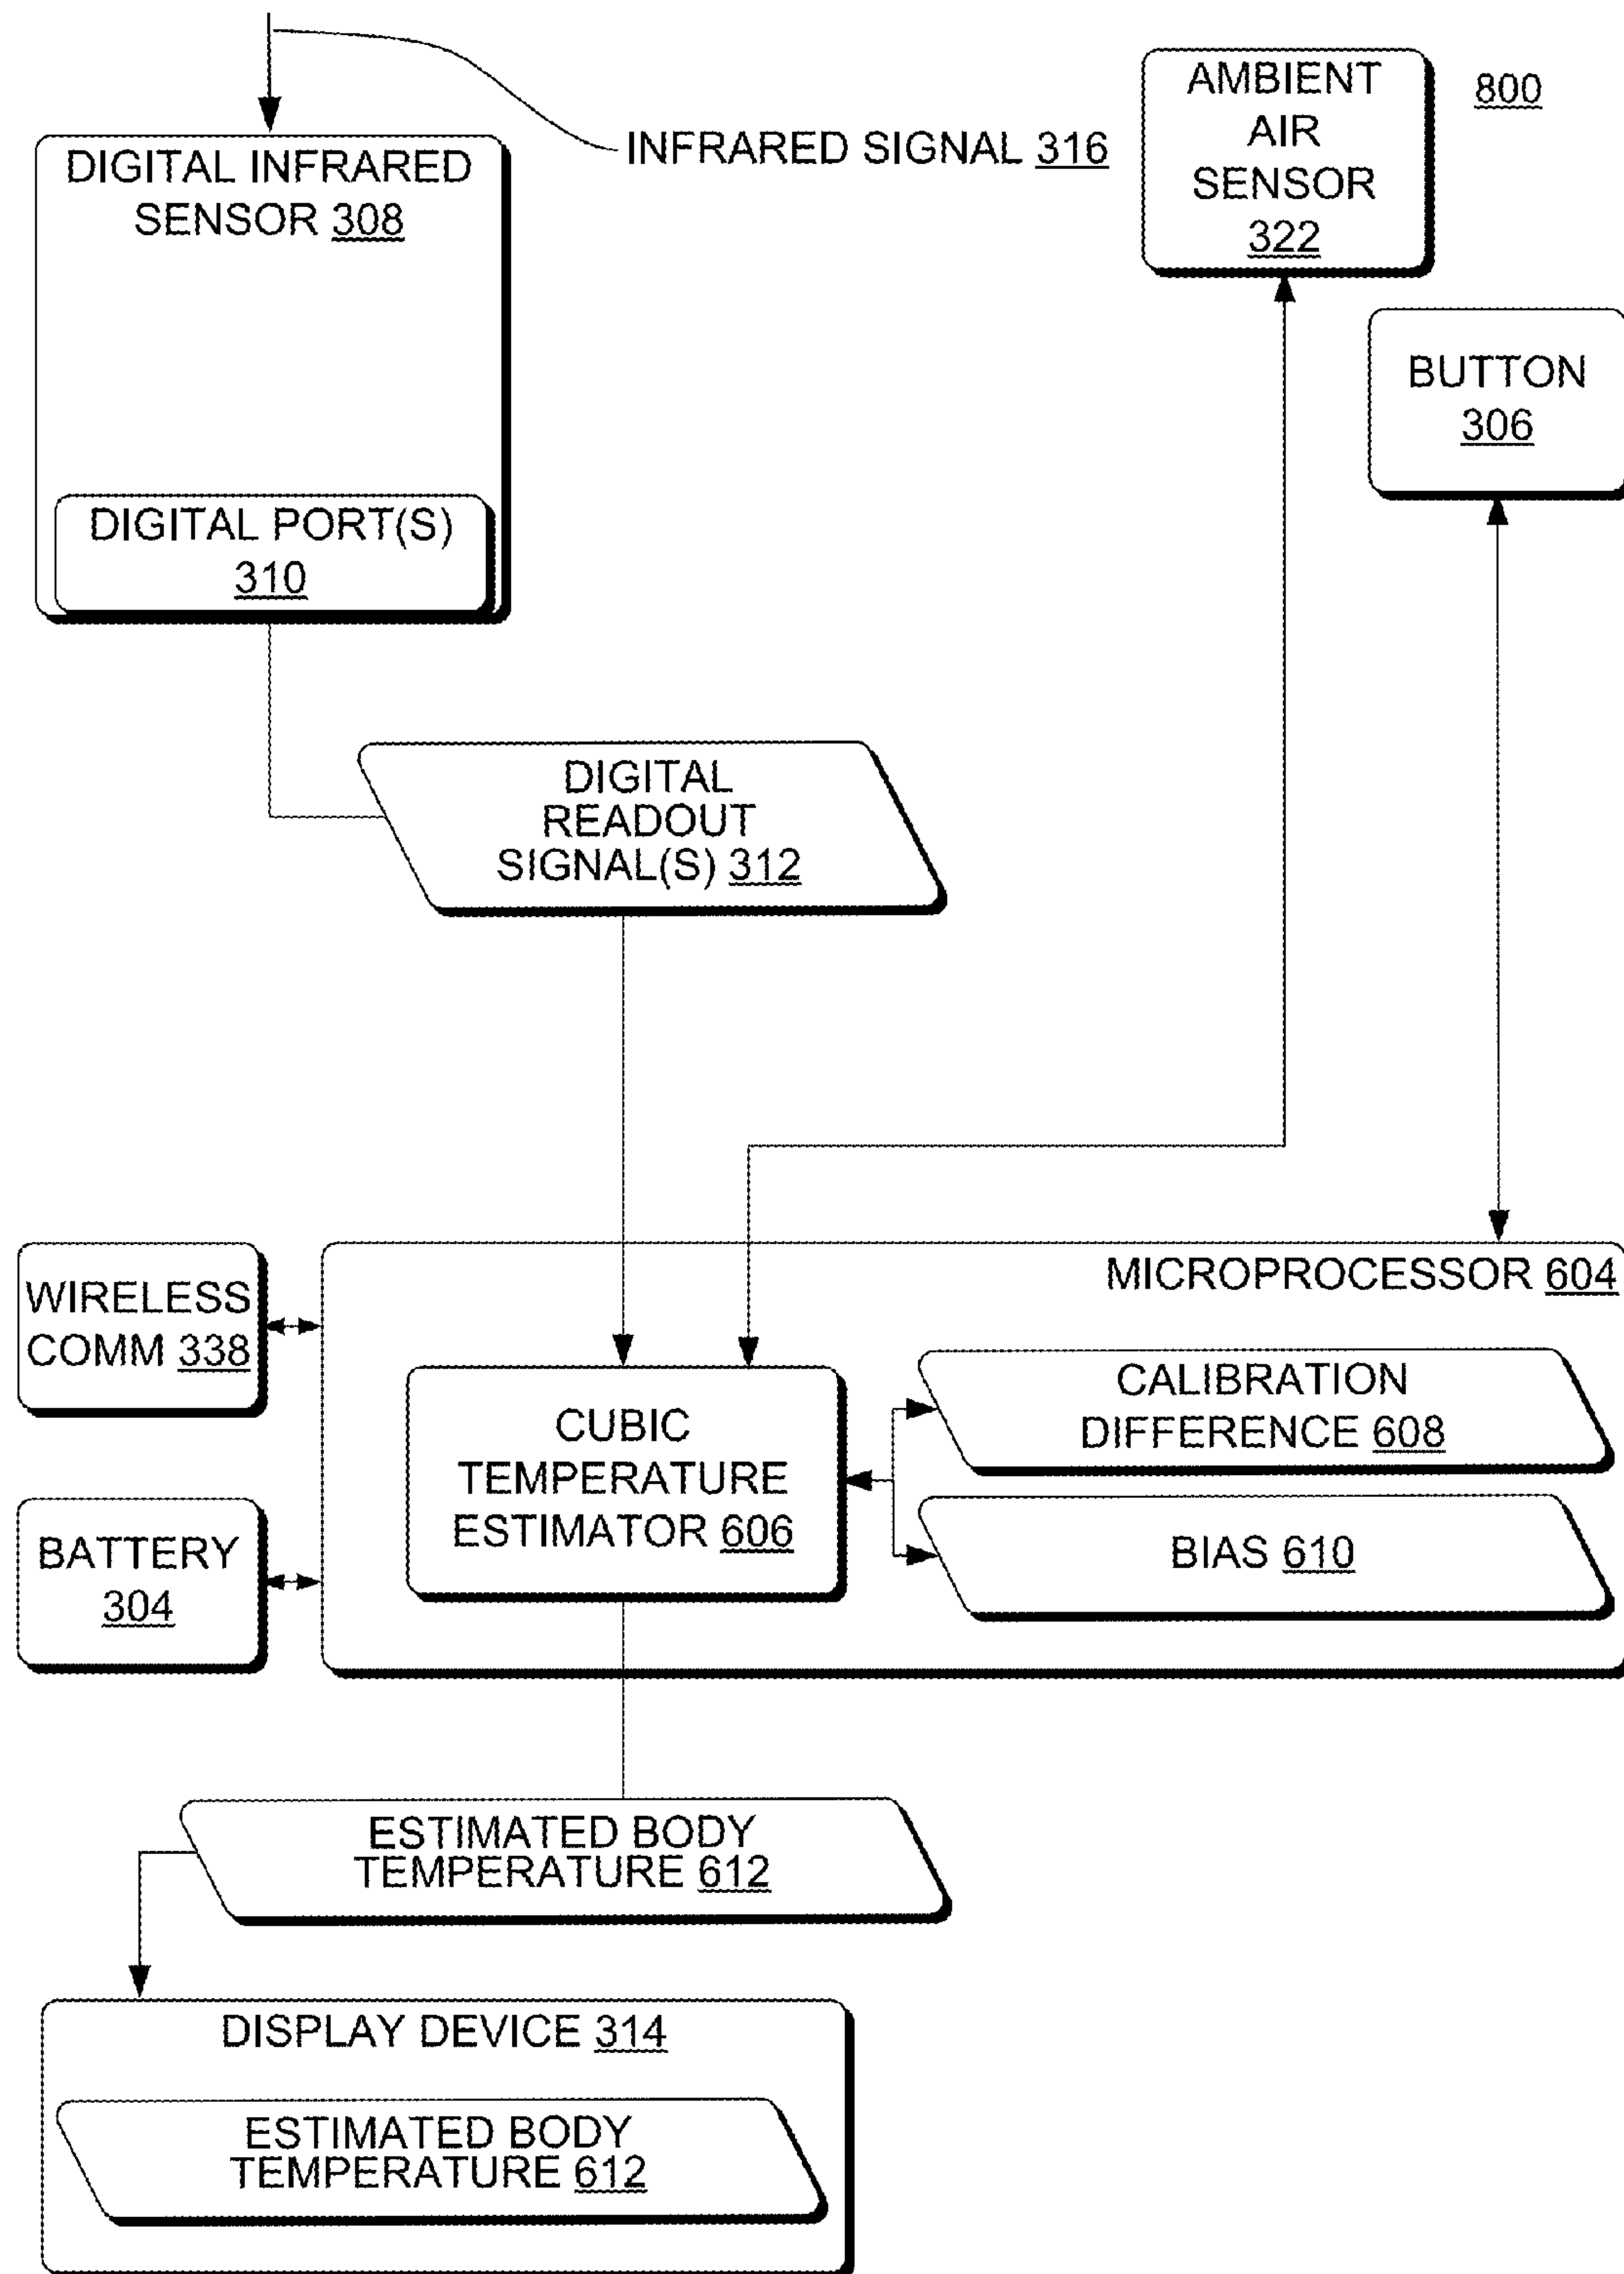 AMBIENT
AIR
SENSOR
322
800
DIGITAL INFRARED
SENSOR 308
INFRARED SIGNAL 316
BUTTON
306
DIGITAL PORT(S)
310
DIGITAL
READOUT
SIGNAL(S) 312
MICROPROCESSOR 604
WIRELESS
COMM 338
CUBIC
TEMPERATURE
ESTIMATOR 606
CALIBRATION
DIFFERENCE 608
BATTERY
304
BIAS 610
ESTIMATED BODY
TEMPERATURE 612
DISPLAY DEVICE 314
ESTIMATED BODY
TEMPERATURE 612